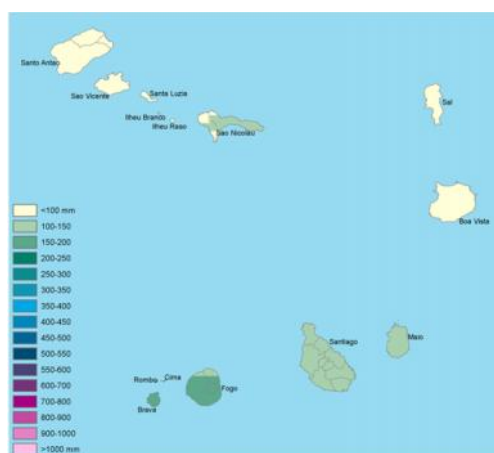 Santo Antao
Sao Vicente
Santa Luzia
Ilheu Branco
Ilheu Raso
Sao Nicolao
Sal
Boa Vista
<100 mm
100-150
150-200
200-250
250-300
300-350
350-400
400-450
450-500
500-550
550-600
600-700
700-800
800-900
900-1000
>1000 mm
Santiago
Maio
Rombo
Cima
Fogo
Brava